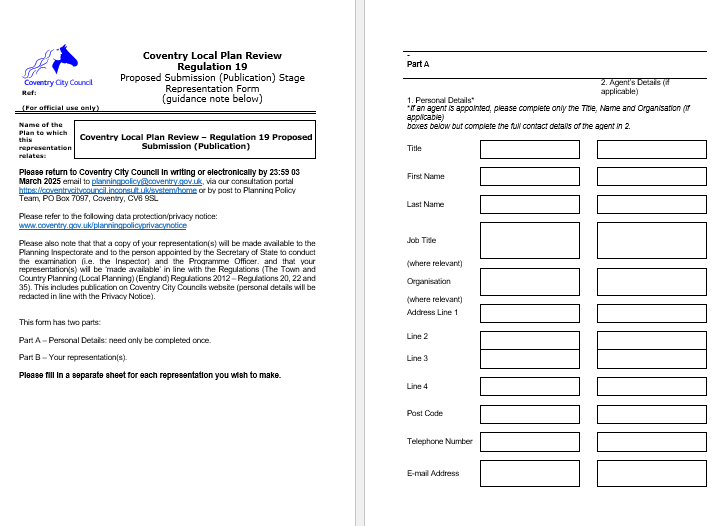 Coventry City Council
Ref:
(For official use only)
Coventry Local Plan Review
Regulation 19
Proposed Submission (Publication) Stage
Representation Form
(guidance note below)
Name of the
Plan to which
this
representation
relates:
Coventry Local Plan Review – Regulation 19 Proposed
Submission (Publication)
Please return to Coventry City Council in writing or electronically by 23:59 03
March 2025 email to planningpolicy@coventry.gov.uk, via our consultation portal
https://coventrycitycouncil.inconsult.uk/system/home or by post to Planning Policy
Team, PO Box 7097, Coventry, CV6 9SL
Please refer to the following data protection/privacy notice:
www.coventry.gov.uk/planningpolicyprivacynotice
Please also note that that a copy of your representation(s) will be made available to the
Planning Inspectorate and to the person appointed by the Secretary of State to conduct
the examination (i.e. the Inspector) and the Programme Officer, and that your
representation(s) will be 'made available' in line with the Regulations (The Town and
Country Planning (Local Planning) (England) Regulations 2012 – Regulations 20, 22 and
35). This includes publication on Coventry City Councils website (personal details will be
redacted in line with the Privacy Notice).
This form has two parts:
Part A – Personal Details: need only be completed once.
Part B – Your representation(s).
Please fill in a separate sheet for each representation you wish to make.
-
Part A
2. Agent's Details (if
applicable)
1. Personal Details*
*If an agent is appointed, please complete only the Title, Name and Organisation (if
applicable)
boxes below but complete the full contact details of the agent in 2.
Title
First Name
Last Name
Job Title
(where relevant)
Organisation
(where relevant)
Address Line 1
Line 2
Line 3
Line 4
Post Code
Telephone Number
E-mail Address